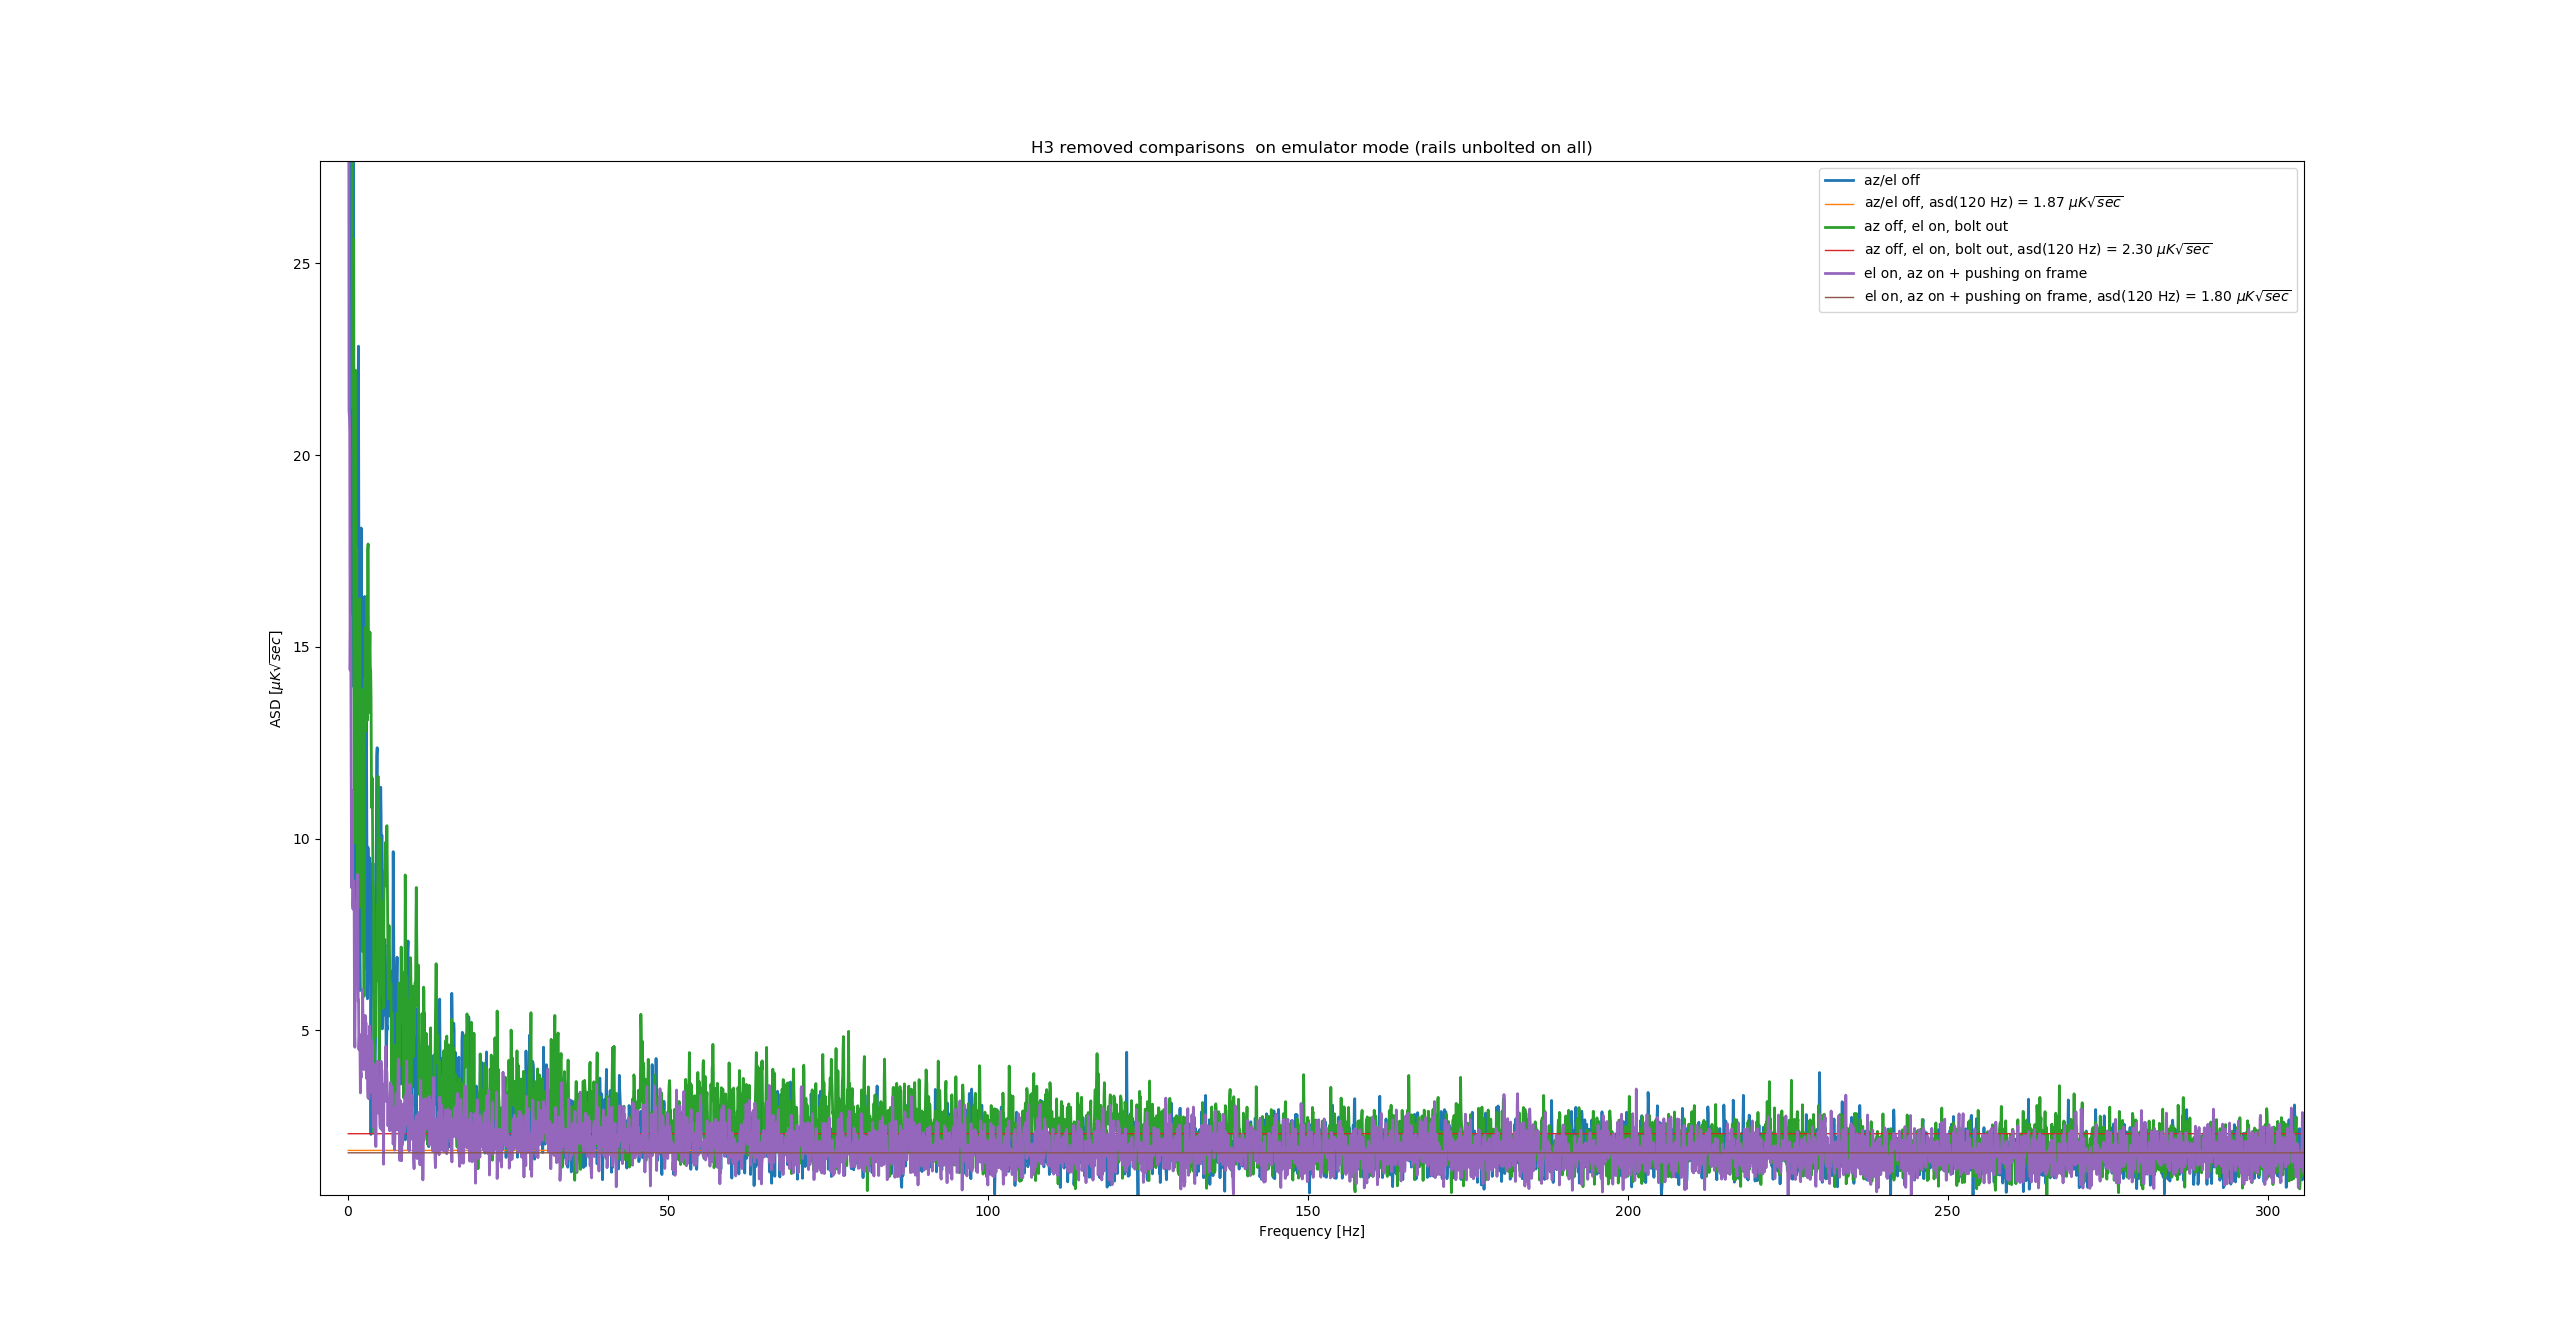 H3 removed comparisons  on emulator mode (rails unbolted on all)
az/el off
az/el off, asd(120 Hz) = 1.87 μK√sec
az off, el on, bolt out
az off, el on, bolt out, asd(120 Hz) = 2.30 μK√sec
el on, az on + pushing on frame
el on, az on + pushing on frame, asd(120 Hz) = 1.80 μK√sec
25
20
15
10
5
ASD [μK√sec]
0 50 100 150 200 250 300
Frequency [Hz]